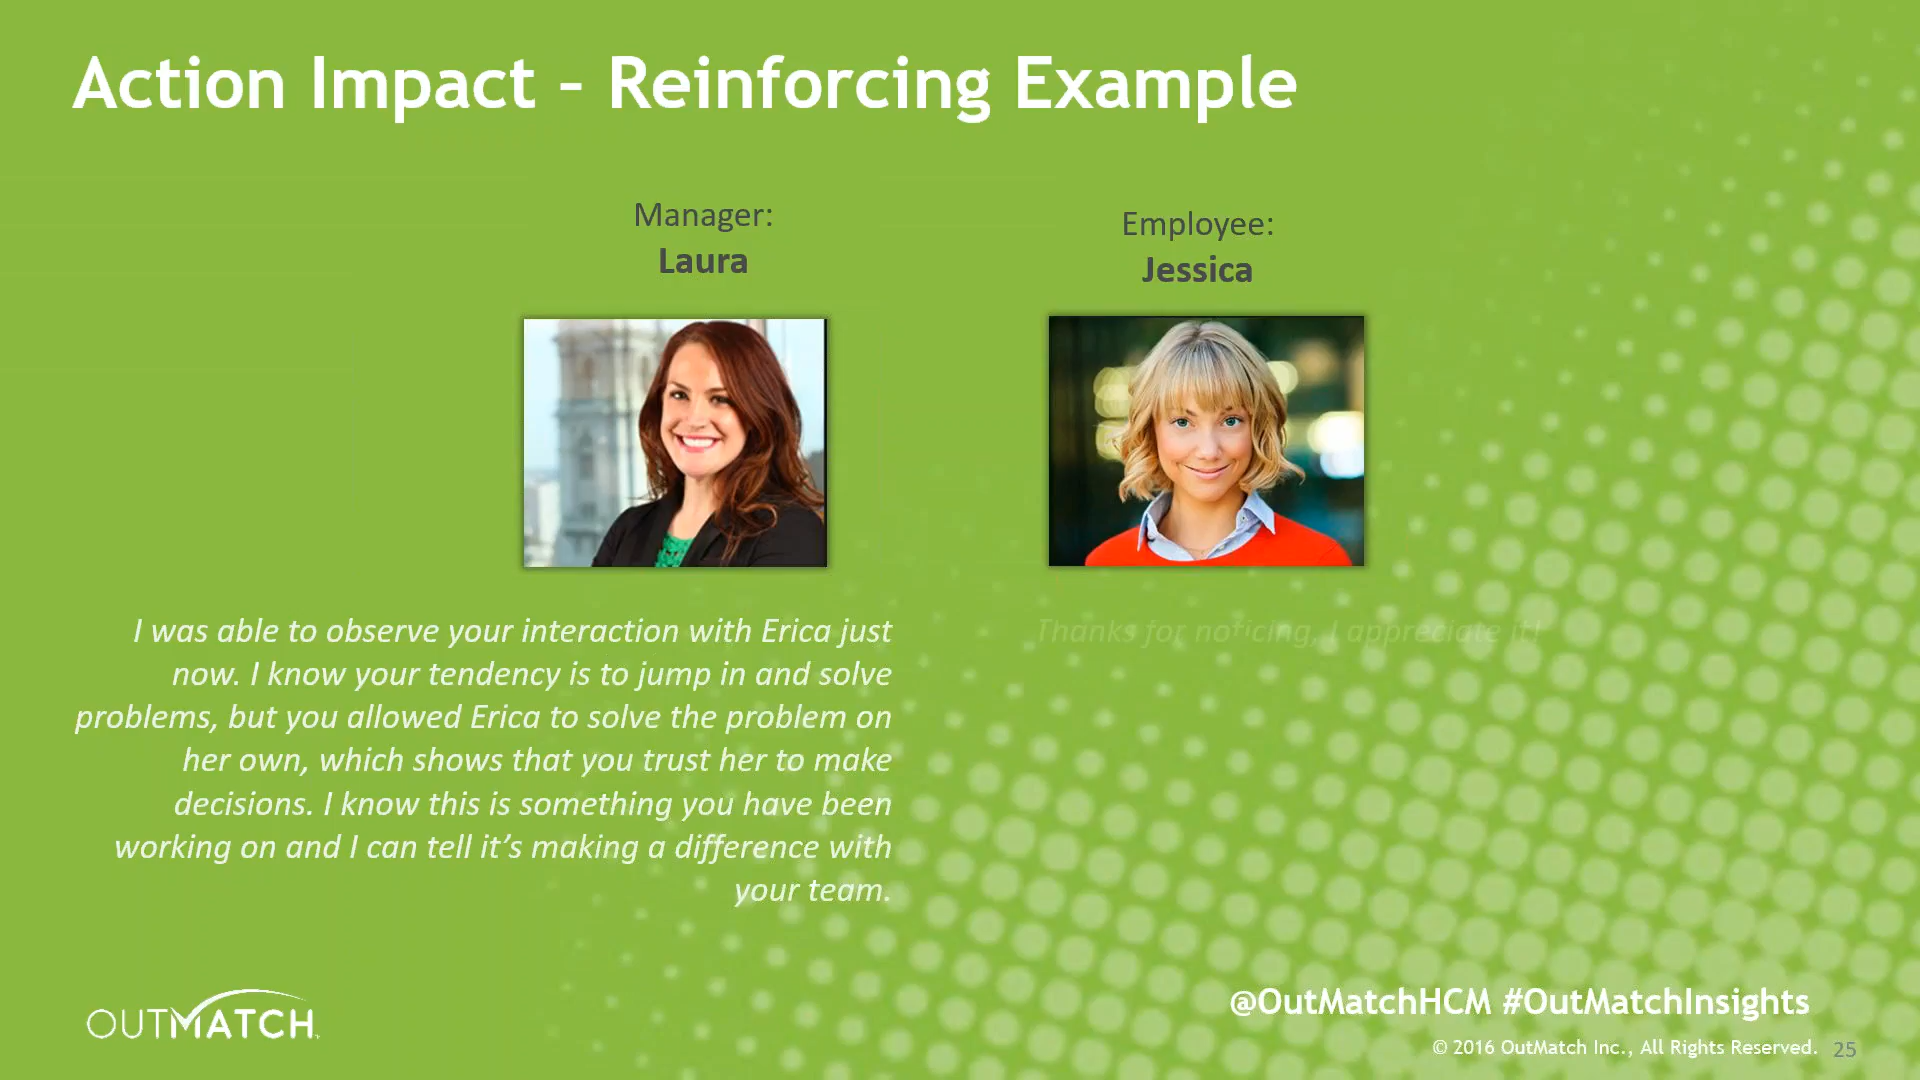 Action Impact – Reinforcing Example
Manager:
Laura
Employee:
Jessica
I was able to observe your interaction with Erica just
now. I know your tendency is to jump in and solve
problems, but you allowed Erica to solve the problem on
her own, which shows that you trust her to make
decisions. I know this is something you have been
working on and I can tell it’s making a difference with
your team.
Thanks for noticing, I appreciate it!
OUTMATCH
@OutMatchHCM #OutMatchInsights
© 2016 OutMatch Inc., All Rights Reserved. 25